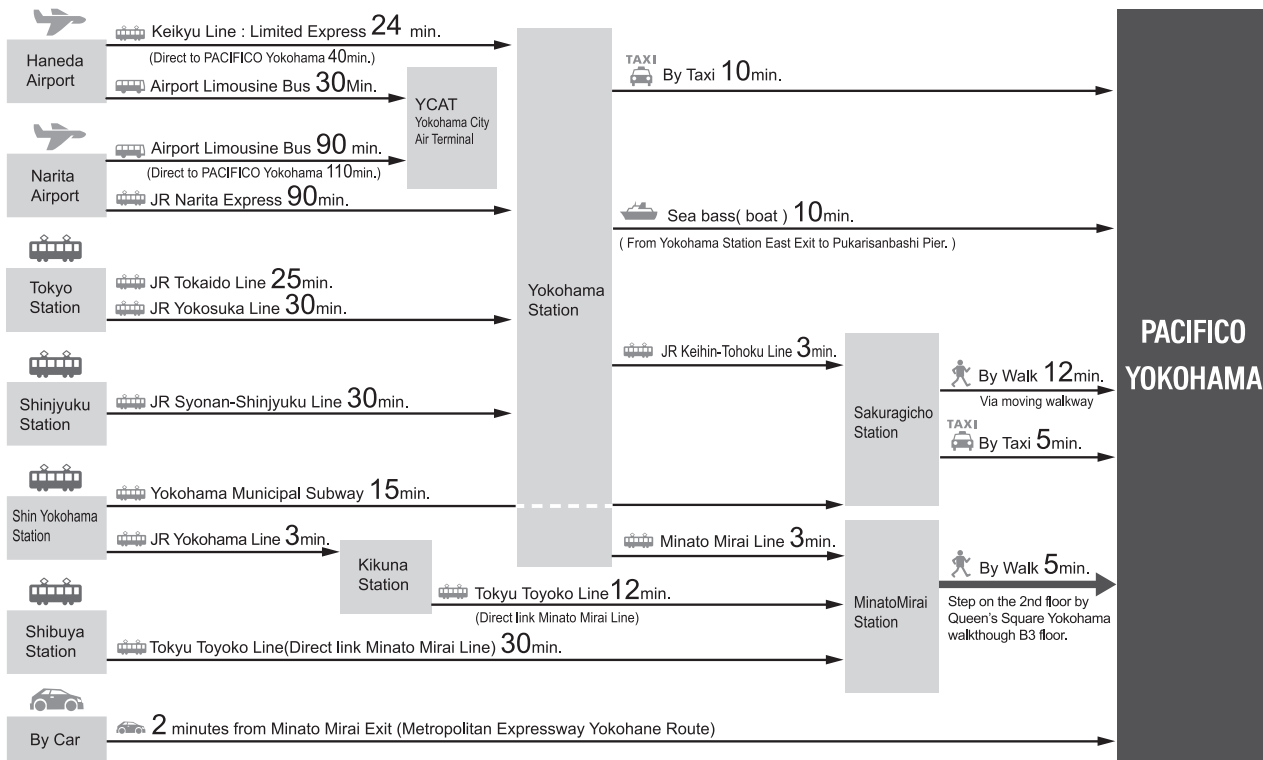 Haneda
Airport
Keikyu Line : Limited Express 24 min.
(Direct to PACIFICO Yokohama 40min.)
Airport Limousine Bus 30Min.
YCAT
Yokohama City
Air Terminal
Narita
Airport
Airport Limousine Bus 90 min.
(Direct to PACIFICO Yokohama 110min.)
JR Narita Express 90min.
Tokyo
Station
JR Tokaido Line 25min.
JR Yokosuka Line 30min.
Shinjyuku
Station
JR Syonan-Shinjyuku Line 30min.
Shin Yokohama
Station
Yokohama Municipal Subway 15min.
JR Yokohama Line 3min.
Kikuna
Station
Tokyu Toyoko Line12min.
(Direct link Minato Mirai Line)
Shibuya
Station
Tokyu Toyoko Line(Direct link Minato Mirai Line) 30min.
By Car
2 minutes from Minato Mirai Exit (Metropolitan Expressway Yokohane Route)
Yokohama
Station
TAXI
By Taxi 10min.
Sea bass( boat ) 10min.
( From Yokohama Station East Exit to Pukarisanbashi Pier. )
JR Keihin-Tohoku Line 3min.
Sakuragicho
Station
By Walk 12min.
Via moving walkway
TAXI
By Taxi 5min.
Minato Mirai Line 3min.
MinatoMirai
Station
By Walk 5min.
Step on the 2nd floor by
Queen's Square Yokohama
walkthough B3 floor.
PACIFICO
YOKOHAMA